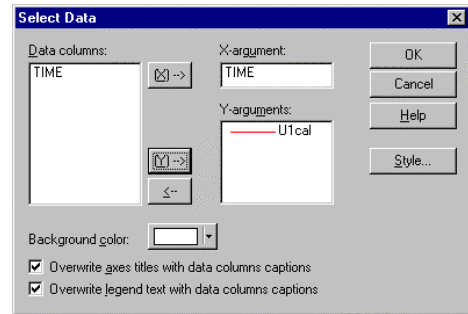 Select Data
Data columns:
TIME
[X] -->
X-argument:
TIME
Y-arguments:
U1cal
[Y] -->
<--
OK
Cancel
Help
Style...
Background color:
Overwrite axes titles with data columns captions
Overwrite legend text with data columns captions